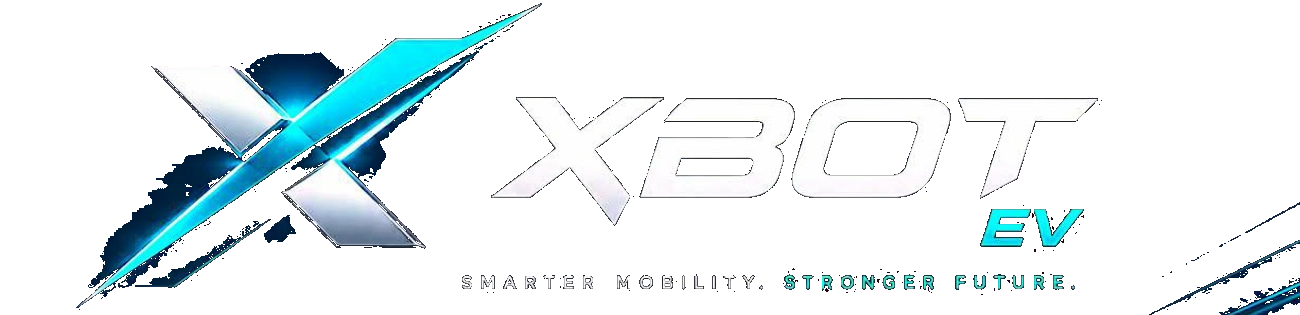 XBOT
EV
SMARTER MOBILITY. STRONGER FUTURE.